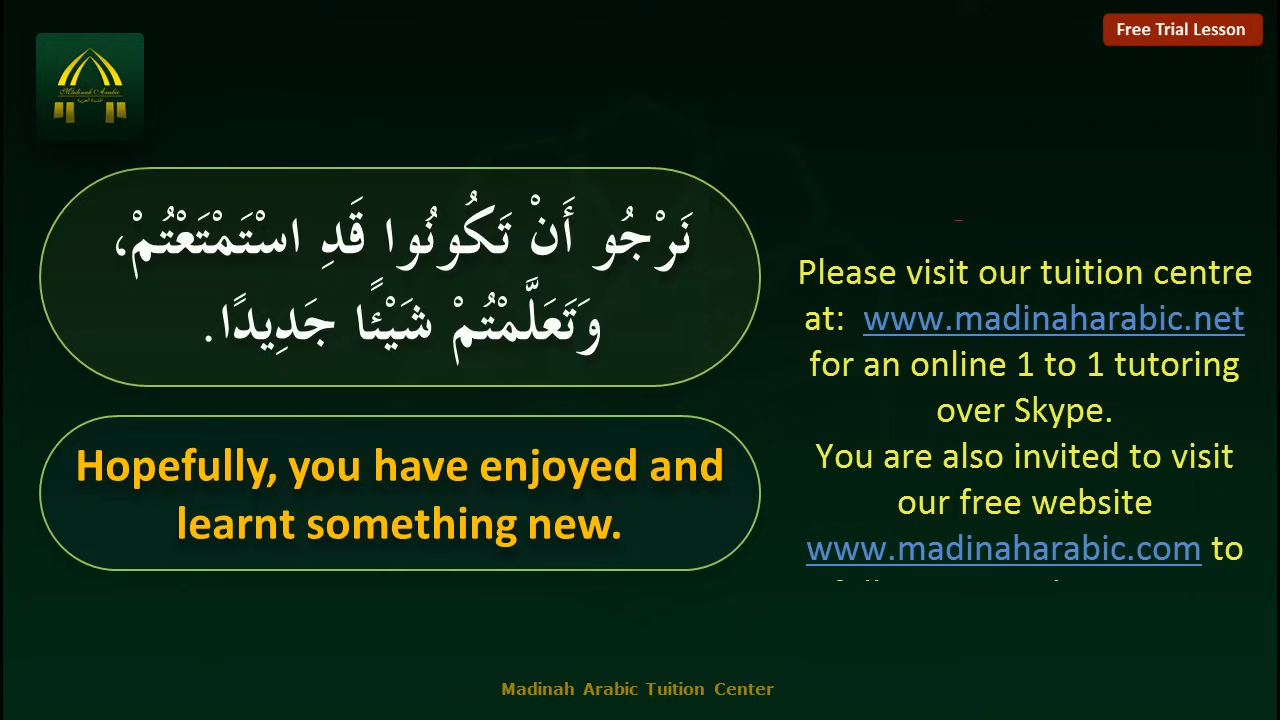 Free Trial Lesson
Madinah Arabic
نَرْجُو أَنْ تَكُونُوا قَدِ اسْتَمْتَعْتُمْ،
وَتَعَلَّمْتُمْ شَيْئًا جَدِيدًا.
Hopefully, you have enjoyed and
learnt something new.
Please visit our tuition centre
at: www.madinaharabic.net
for an online 1 to 1 tutoring
over Skype.
You are also invited to visit
our free website
www.madinaharabic.com to
Madinah Arabic Tuition Center